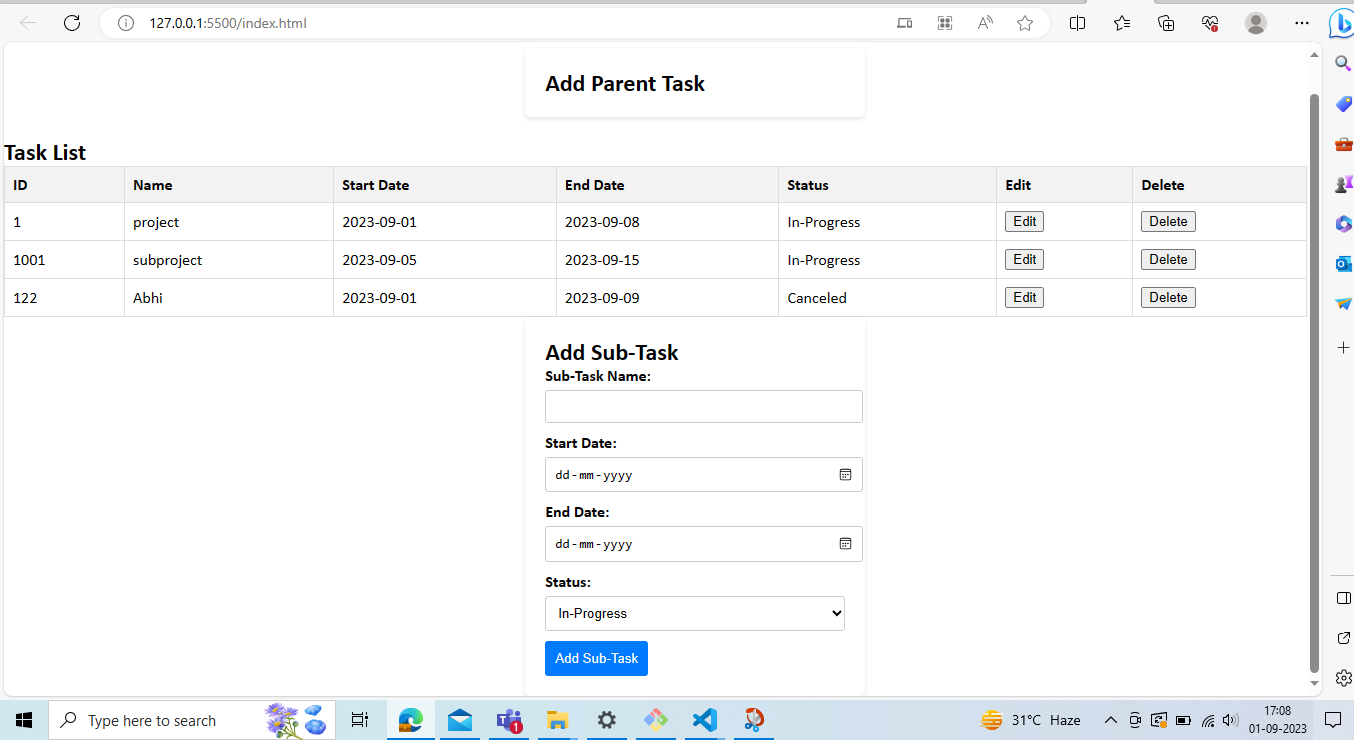 127.0.0.1:5500/index.html
Add Parent Task
Task List
ID Name Start Date End Date Status Edit Delete
1 project 2023-09-01 2023-09-08 In-Progress Edit Delete
1001 subproject 2023-09-05 2023-09-15 In-Progress Edit Delete
122 Abhi 2023-09-01 2023-09-09 Canceled Edit Delete
Add Sub-Task
Sub-Task Name:
Start Date:
dd-mm-yyyy
End Date:
dd-mm-yyyy
Status:
In-Progress
Add Sub-Task
Type here to search
1
31°C Haze
17:08
01-09-2023